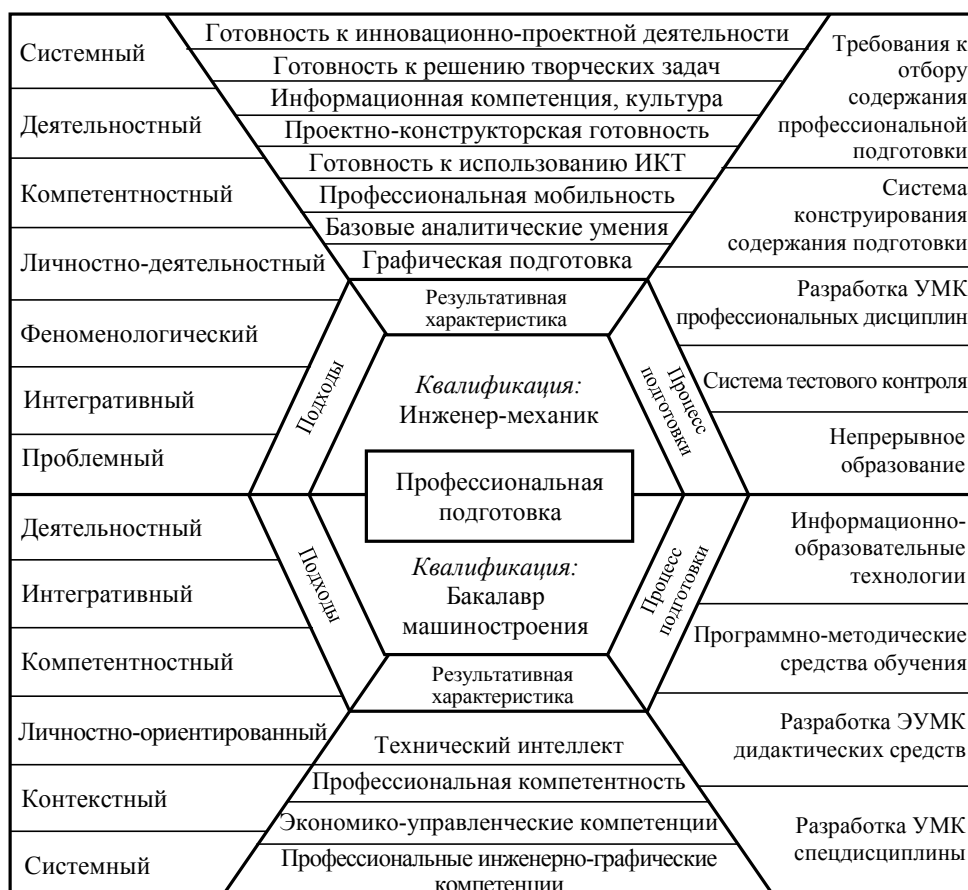 Системный
Деятельностный
Компетентностный
Личностно-деятельностный
Феноменологический
Интегративный
Проблемный
Готовность к инновационно-проектной деятельности
Готовность к решению творческих задач
Информационная компетенция, культура
Проектно-конструкторская готовность
Готовность к использованию ИКТ
Профессиональная мобильность
Базовые аналитические умения
Графическая подготовка
Требования к
отбору
содержания
профессиональной
подготовки
Система
конструирования
содержания подготовки
Разработка УМК
профессиональных дисциплин
Система тестового контроля
Непрерывное
образование
Результативная
характеристика
Подходы
Процесс
подготовки
Квалификация:
Инженер-механик
Профессиональная
подготовка
Квалификация:
Бакалавр
машиностроения
Подходы
Процесс
подготовки
Результативная
характеристика
Деятельностный
Интегративный
Компетентностный
Личностно-ориентированный
Контекстный
Системный
Технический интеллект
Профессиональная компетентность
Экономико-управленческие компетенции
Профессиональные инженерно-графические
компетенции
Информационно-
образовательные
технологии
Программно-методические
средства обучения
Разработка ЭУМК
дидактических средств
Разработка УМК
спецдисциплины